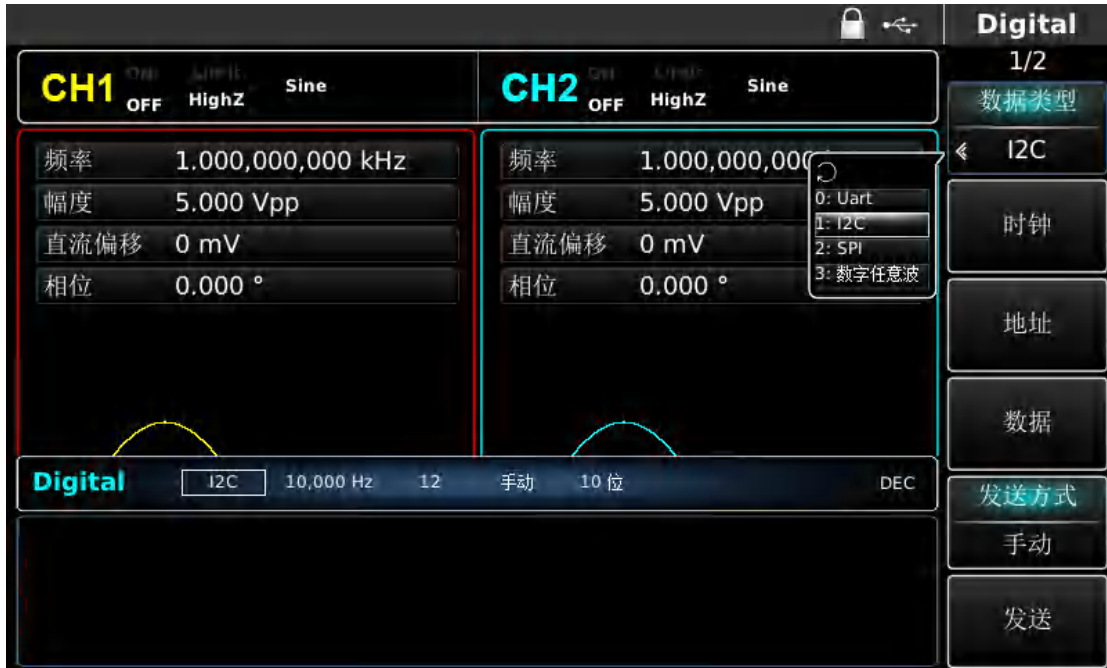 Digital
1/2
CH1 OFF HighZ Sine
CH2 OFF HighZ Sine
数据类型
I2C
频率 1.000,000,000 kHz
幅度 5.000 Vpp
直流偏移 0 mV
相位 0.000 °
频率 1.000,000,000
幅度 5.000 Vpp
直流偏移 0 mV
相位 0.000 °
0: Uart
1: I2C
2: SPI
3: 数字任意波
时钟
地址
数据
Digital I2C 10,000 Hz 12 手动 10 位 DEC
发送方式
手动
发送